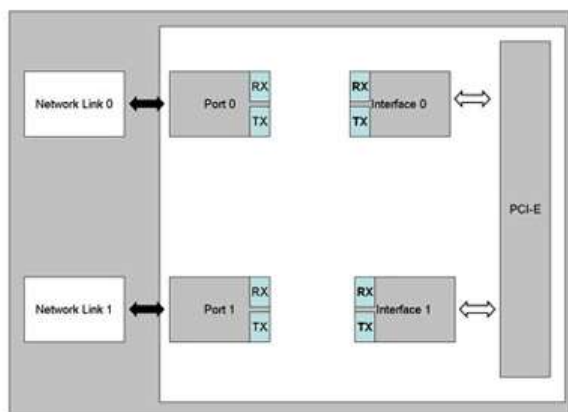 Network Link 0
Port 0
RX
TX
RX
TX
Interface 0
PCI-E
Network Link 1
Port 1
RX
TX
RX
TX
Interface 1